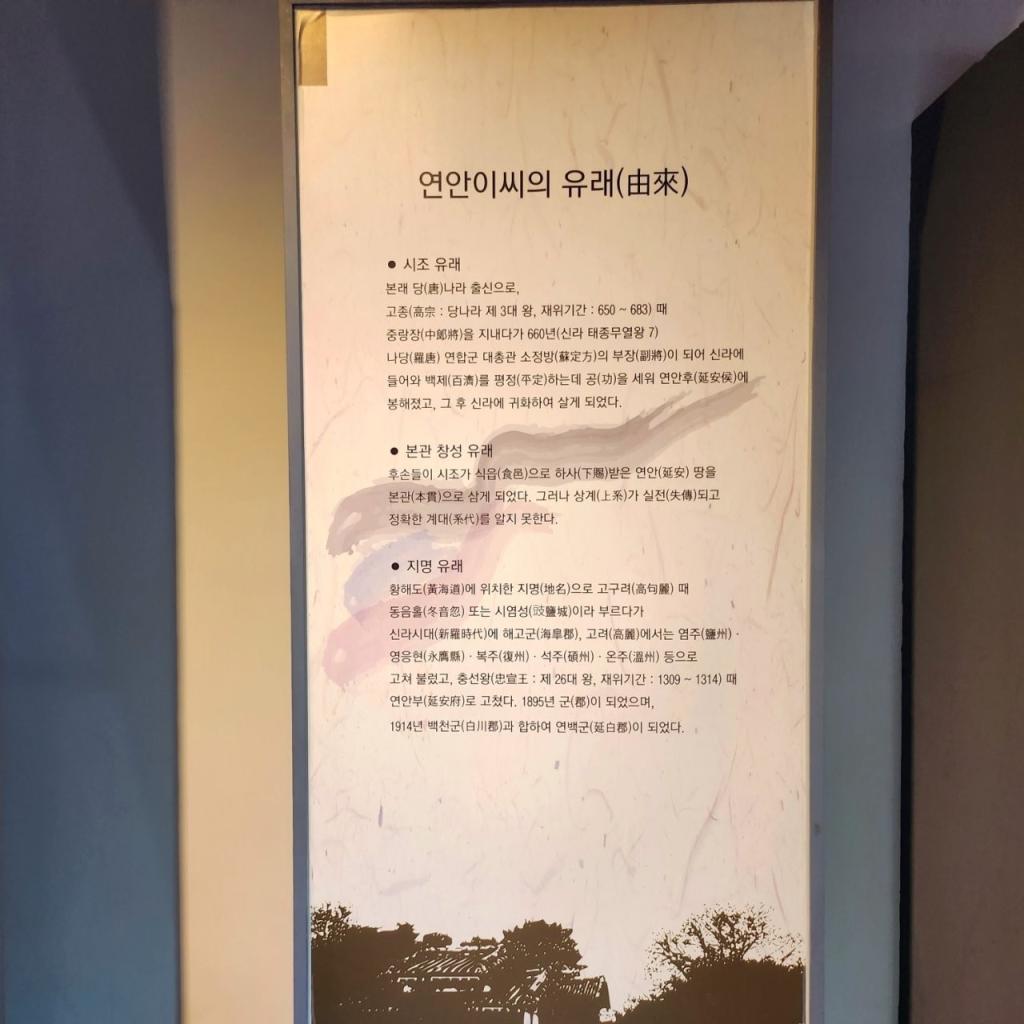 연안이씨의 유래(由來)
● 시조 유래
본래 당(唐)나라 출신으로,
고종(高宗 : 당나라 제 3대 왕, 재위기간 : 650 ~ 683) 때
중랑장(中郞將)을 지내다가 660년(신라 태종무열왕 7)
나당(羅唐) 연합군 대총관 소정방(蘇定方)의 부장(副將)이 되어 신라에
들어와 백제(百濟)를 평정(平定)하는데 공(功)을 세워 연안후(延安侯)에
봉해졌고, 그 후 신라에 귀화하여 살게 되었다.
● 본관 창성 유래
후손들이 시조가 식읍(食邑)으로 하사(下賜)받은 연안(延安) 땅을
본관(本貫)으로 삼게 되었다. 그러나 상계(上系)가 실전(失傳)되고
정확한 계대(系代)를 알지 못한다.
● 지명 유래
황해도(黃海道)에 위치한 지명(地名)으로 고구려(高句麗) 때
동음홀(冬音忽) 또는 시염성(豉鹽城)이라 부르다가
신라시대(新羅時代)에 해고군(海皐郡), 고려(高麗)에서는 염주(鹽州) ·
영응현(永膺縣) · 복주(復州) · 석주(碩州) · 온주(溫州) 등으로
고쳐 불렀고, 충선왕(忠宣王 : 제 26대 왕, 재위기간 : 1309 ~ 1314) 때
연안부(延安府)로 고쳤다. 1895년 군(郡)이 되었으며,
1914년 백천군(白川郡)과 합하여 연백군(延白郡)이 되었다.